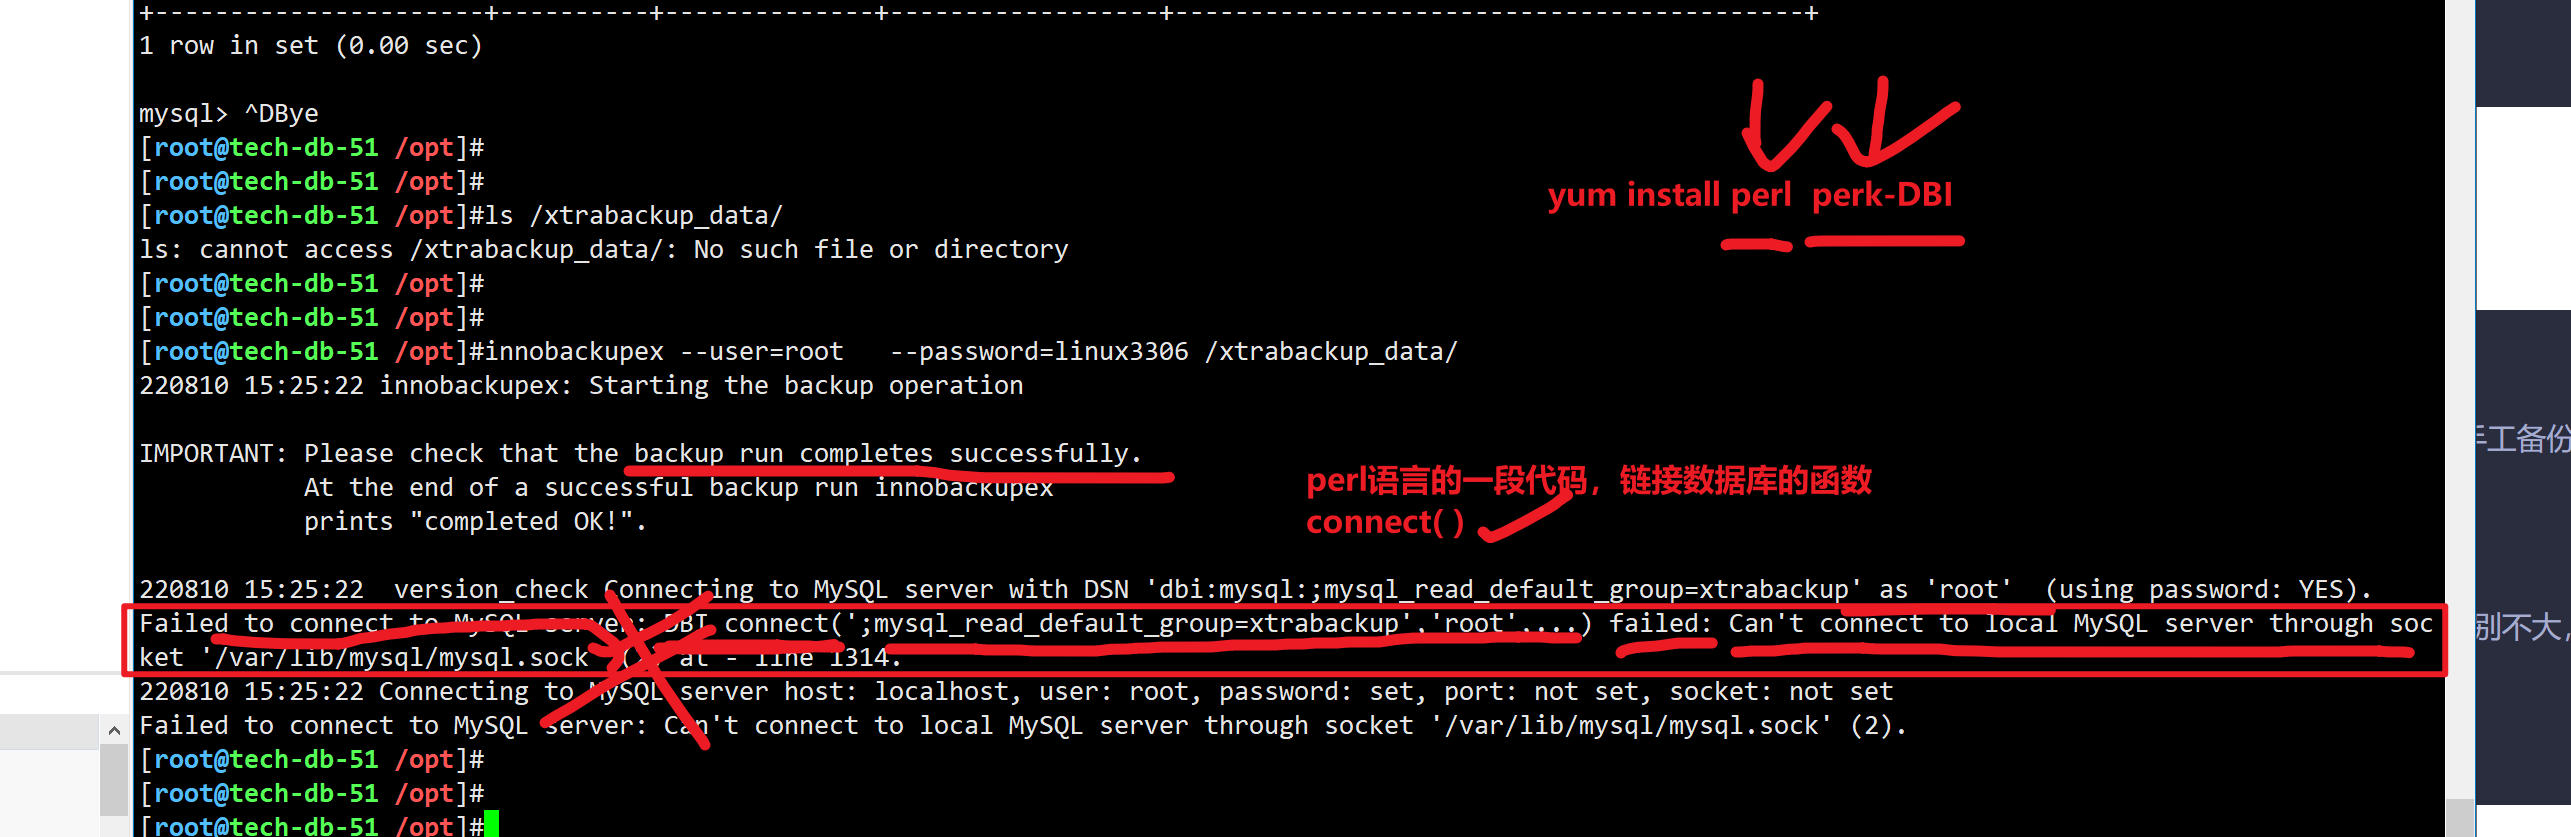 1 row in set (0.00 sec)
mysql> ^DBye
[root@tech-db-51 /opt]#
[root@tech-db-51 /opt]#
[root@tech-db-51 /opt]#ls /xtrabackup_data/
yum install perl perk-DBI
ls: cannot access /xtrabackup_data/: No such file or directory
[root@tech-db-51 /opt]#
[root@tech-db-51 /opt]#
[root@tech-db-51 /opt]#innobackupex --user=root   --password=linux3306 /xtrabackup_data/
220810 15:25:22 innobackupex: Starting the backup operation
IMPORTANT: Please check that the backup run completes successfully.
At the end of a successful backup run innobackupex
prints "completed OK!".
perl语言的一段代码，链接数据库的函数
connect( )
220810 15:25:22  version_check Connecting to MySQL server with DSN 'dbi:mysql:;mysql_read_default_group=xtrabackup' as 'root'  (using password: YES).
Failed to connect to MySQL server: DBI connect(';mysql_read_default_group=xtrabackup','root',...) failed: Can't connect to local MySQL server through soc
ket '/var/lib/mysql/mysql.sock' (2) at - line 1314.
220810 15:25:22 Connecting to MySQL server host: localhost, user: root, password: set, port: not set, socket: not set
Failed to connect to MySQL server: Can't connect to local MySQL server through socket '/var/lib/mysql/mysql.sock' (2).
[root@tech-db-51 /opt]#
[root@tech-db-51 /opt]#
[root@tech-db-51 /opt]#
手工备份
别不大，